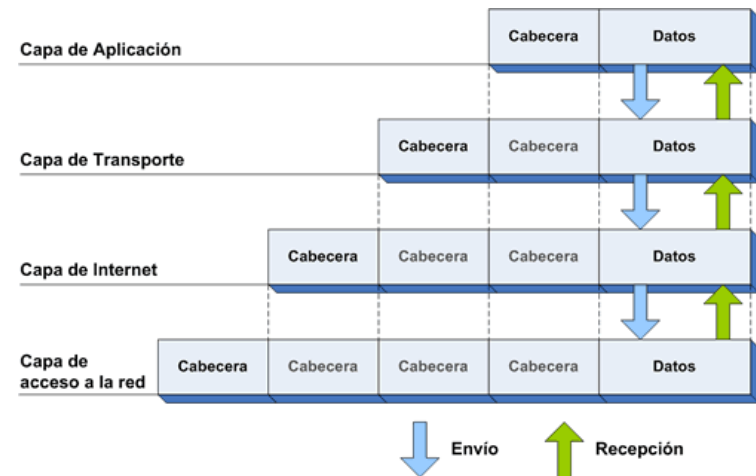 Capa de Aplicación
Cabecera Datos
Capa de Transporte
Cabecera Cabecera Datos
Capa de Internet
Cabecera Cabecera Cabecera Datos
Capa de
acceso a la red
Cabecera Cabecera Cabecera Cabecera Datos
Envío Recepción